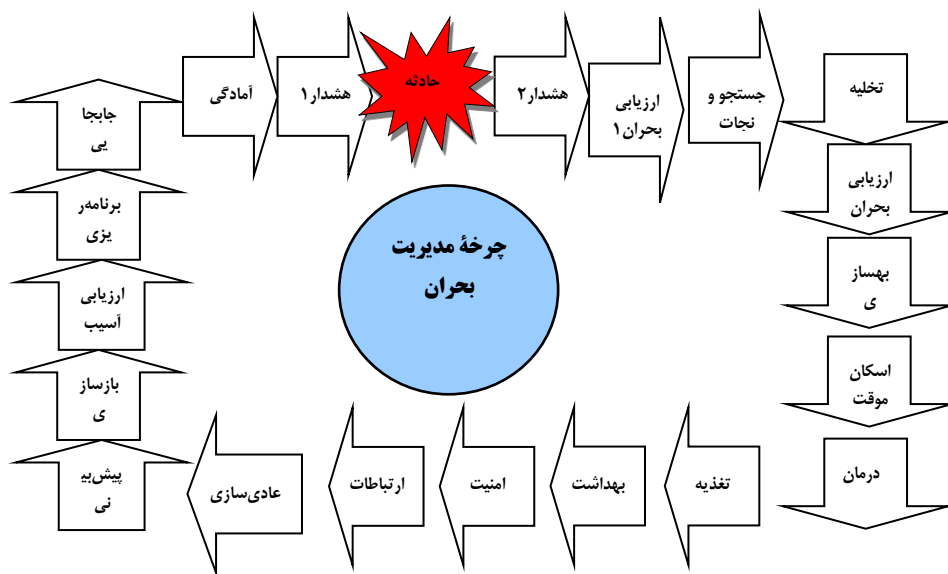 آمادگی
هشدار۱
حادثه
هشدار۲
ارزیابی
بحران۱
جستجو و
نجات
تخلیه
ارزیابی
بحران
بهساز
ی
اسکان
موقت
درمان
تغذیه
بهداشت
امنیت
ارتباطات
عادی‌سازی
پیش‌بی
نی
بازساز
ی
ارزیابی
آسیب
برنامه‌ر
یزی
جابجا
یی
چرخهٔ مدیریت
بحران